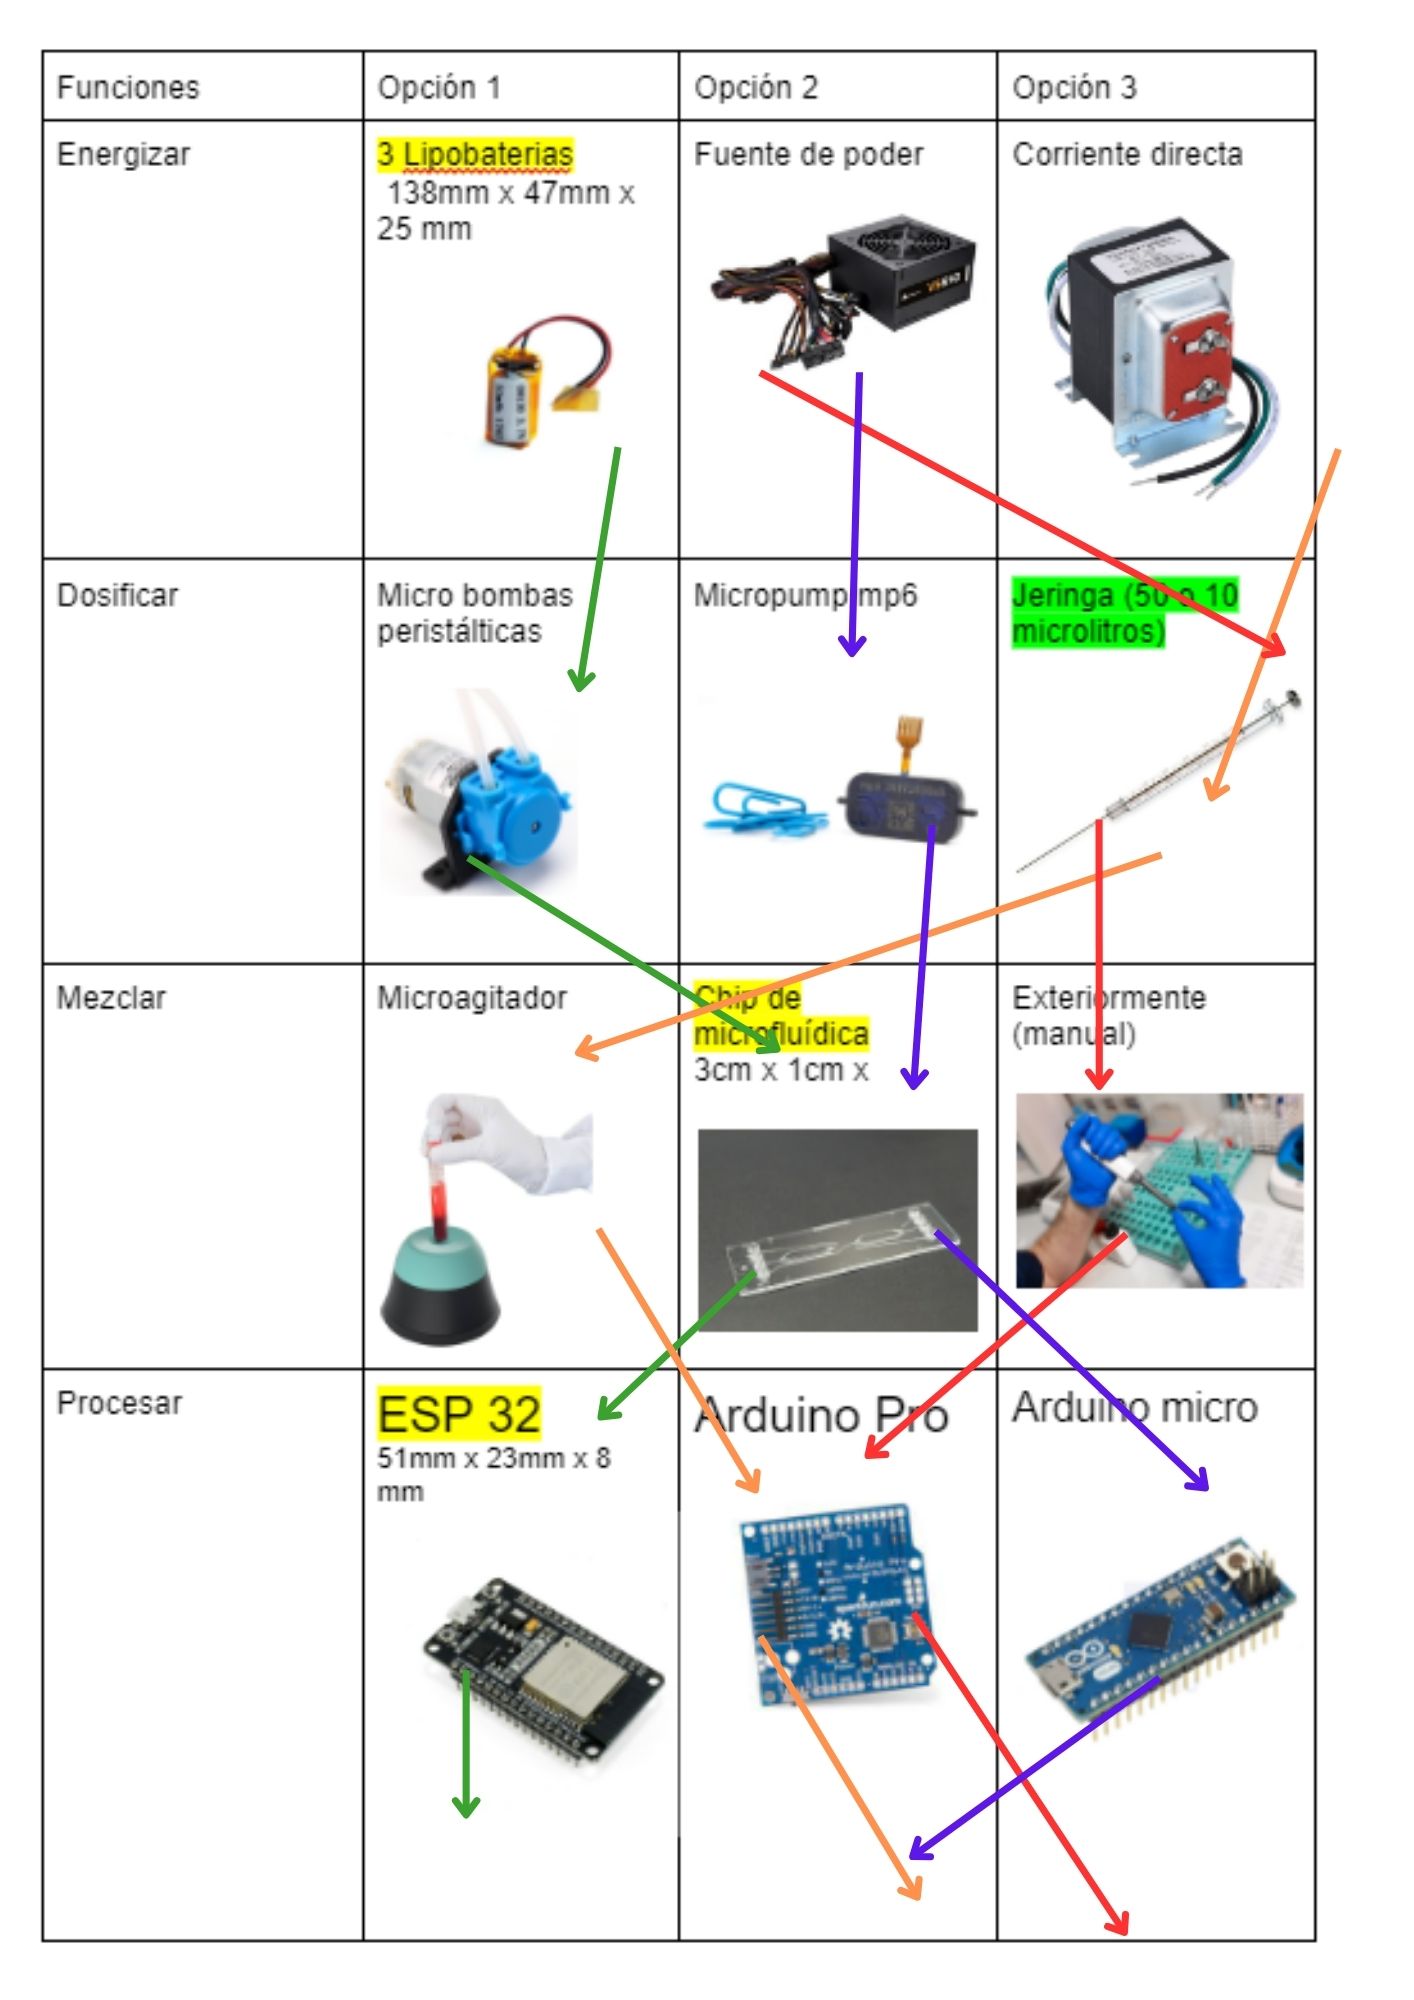 Funciones
Opción 1
Opción 2
Opción 3
Energizar
3 Lipobaterias
138mm x 47mm x
25 mm
Fuente de poder
Corriente directa
Dosificar
Micro bombas
peristálticas
Micropump mp6
Jeringa (50 o 10
microlitros)
Mezclar
Microagitador
Chip de
microfluídica
3cm x 1cm x
Exteriormente
(manual)
Procesar
ESP 32
51mm x 23mm x 8
mm
Arduino Pro
Arduino micro